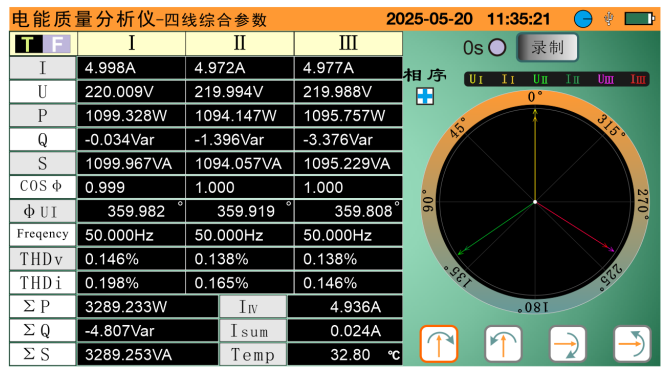 电能质量分析仪-四线综合参数 2025-05-20 11:35:21
T F I II III
I 4.998A 4.972A 4.977A
U 220.009V 219.994V 219.988V
P 1099.328W 1094.147W 1095.757W
Q -0.034Var -1.396Var -3.376Var
S 1099.967VA 1094.057VA 1095.229VA
COSφ 0.999 1.000 1.000
φUI 359.982° 359.919° 359.808°
Freqency 50.000Hz 50.000Hz 50.000Hz
THDv 0.146% 0.138% 0.138%
THDi 0.198% 0.165% 0.146%
ΣP 3289.233W IIV 4.936A
ΣQ -4.807Var Isum 0.024A
ΣS 3289.253VA Temp 32.80 ℃
0s 录制
相序 UI II UII III UIII IIII
0°
45° 315°
90° 270°
135° 225°
180°